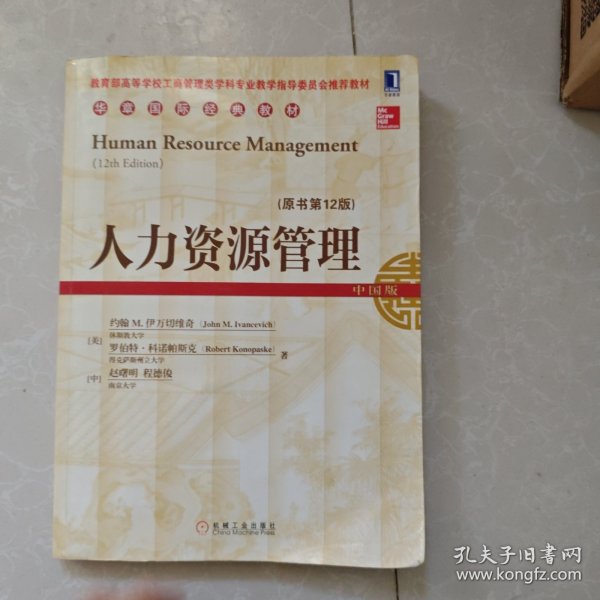 教育部高等学校工商管理类学科专业教学指导委员会推荐教材
华章国际经典教材
Mc
Graw
Hill
Education
Human Resource Management
(12th Edition)
(原书第12版)
人力资源管理
中国版
[美]
约翰 M. 伊万切维奇 (John M. Ivancevich)
休斯敦大学
罗伯特·科诺帕斯克 (Robert Konopaske)
得克萨斯州立大学
著
[中]
赵曙明 程德俊
南京大学
机械工业出版社
China Machine Press
孔夫子旧书网
www.kongfz.com